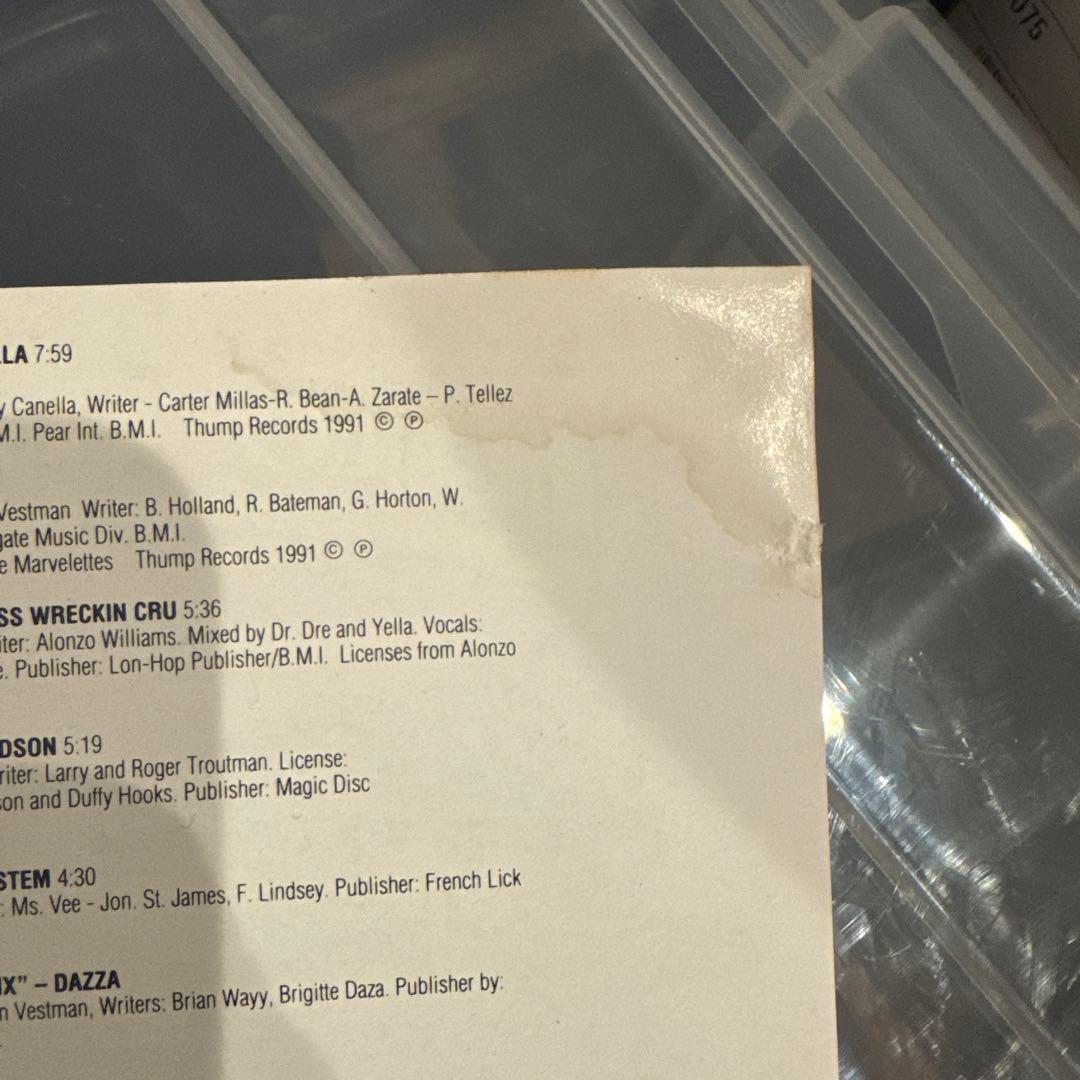 075
LLA 7:59
y Canella, Writer - Carter Millas-R. Bean-A. Zarate – P. Tellez
M.I. Pear Int. B.M.I. Thump Records 1991 © ℗
Vestman Writer: B. Holland, R. Bateman, G. Horton, W.
gate Music Div. B.M.I.
e Marvelettes Thump Records 1991 © ℗
SS WRECKIN CRU 5:36
iter: Alonzo Williams. Mixed by Dr. Dre and Yella. Vocals:
e. Publisher: Lon-Hop Publisher/B.M.I. Licenses from Alonzo
DSON 5:19
riter: Larry and Roger Troutman. License:
son and Duffy Hooks. Publisher: Magic Disc
STEM 4:30
: Ms. Vee - Jon. St. James, F. Lindsey. Publisher: French Lick
IX” – DAZZA
n Vestman, Writers: Brian Wayy, Brigitte Daza. Publisher by: